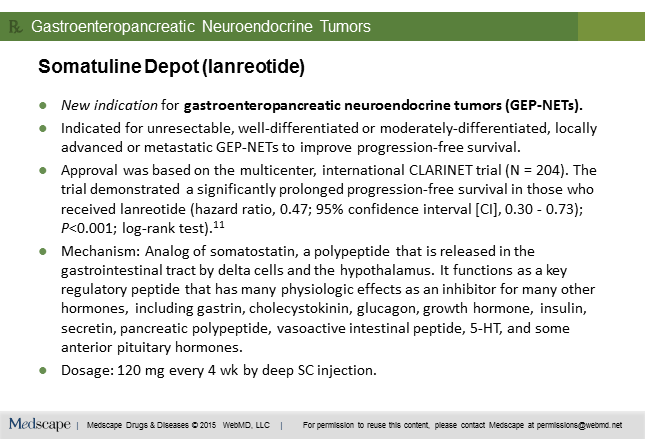 ℞ Gastroenteropancreatic Neuroendocrine Tumors
Somatuline Depot (lanreotide)
● New indication for gastroenteropancreatic neuroendocrine tumors (GEP-NETs).
● Indicated for unresectable, well-differentiated or moderately-differentiated, locally
advanced or metastatic GEP-NETs to improve progression-free survival.
● Approval was based on the multicenter, international CLARINET trial (N = 204). The
trial demonstrated a significantly prolonged progression-free survival in those who
received lanreotide (hazard ratio, 0.47; 95% confidence interval [CI], 0.30 - 0.73);
P<0.001; log-rank test).11
● Mechanism: Analog of somatostatin, a polypeptide that is released in the
gastrointestinal tract by delta cells and the hypothalamus. It functions as a key
regulatory peptide that has many physiologic effects as an inhibitor for many other
hormones, including gastrin, cholecystokinin, glucagon, growth hormone, insulin,
secretin, pancreatic polypeptide, vasoactive intestinal peptide, 5-HT, and some
anterior pituitary hormones.
● Dosage: 120 mg every 4 wk by deep SC injection.
Medscape | Medscape Drugs & Diseases © 2015 WebMD, LLC | For permission to reuse this content, please contact Medscape at permissions@webmd.net